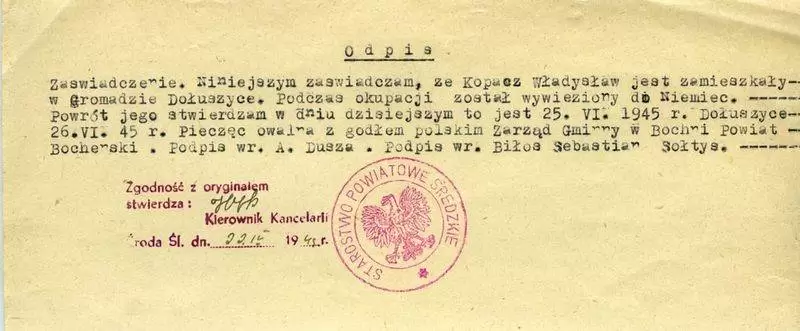 Odpis
Zaswiadczenie. Niniejszym zaswiadczam, ze Kopacz Władysław jest zamieszkały--
w Gromadzie Dołuszyce. Podczas okupacji został wywieziony do Niemiec. -----
Powrót jego stwierdzam w dniu dzisiejszym to jest 25. VI. 1945 r. Dołuszyce--
26.VI. 45 r. Pieczęc owalna z godłem polskim Zarząd Gminny w Bochni Powiat --
Bocheński . Podpis wr. A. Dusza . Podpis wr. Biłos Sebastian Sołtys. -------
Zgodność z oryginałem
stwierdza :
Kierownik Kancelarii
Środa Śl. dn. 194 r.
STAROSTWO POWIATOWE ŚREDZKIE